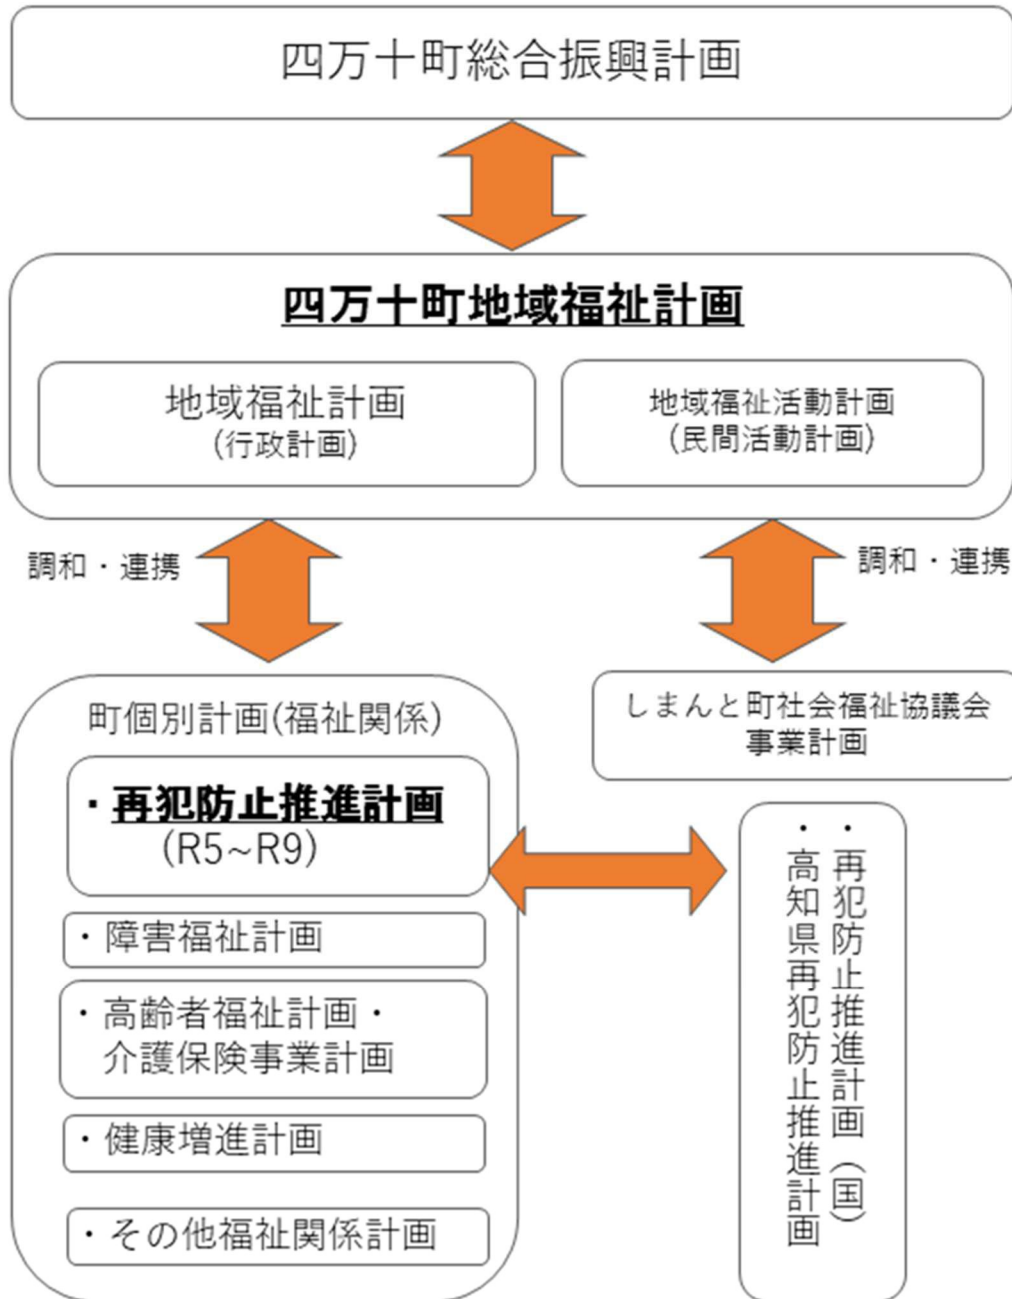 四万十町総合振興計画
四万十町地域福祉計画
地域福祉計画
(行政計画)
地域福祉活動計画
(民間活動計画)
調和・連携
調和・連携
町個別計画(福祉関係)
・再犯防止推進計画
(R5~R9)
・障害福祉計画
・高齢者福祉計画・
介護保険事業計画
・健康増進計画
・その他福祉関係計画
しまんと町社会福祉協議会
事業計画
・再犯防止推進計画（国）
・高知県再犯防止推進計画